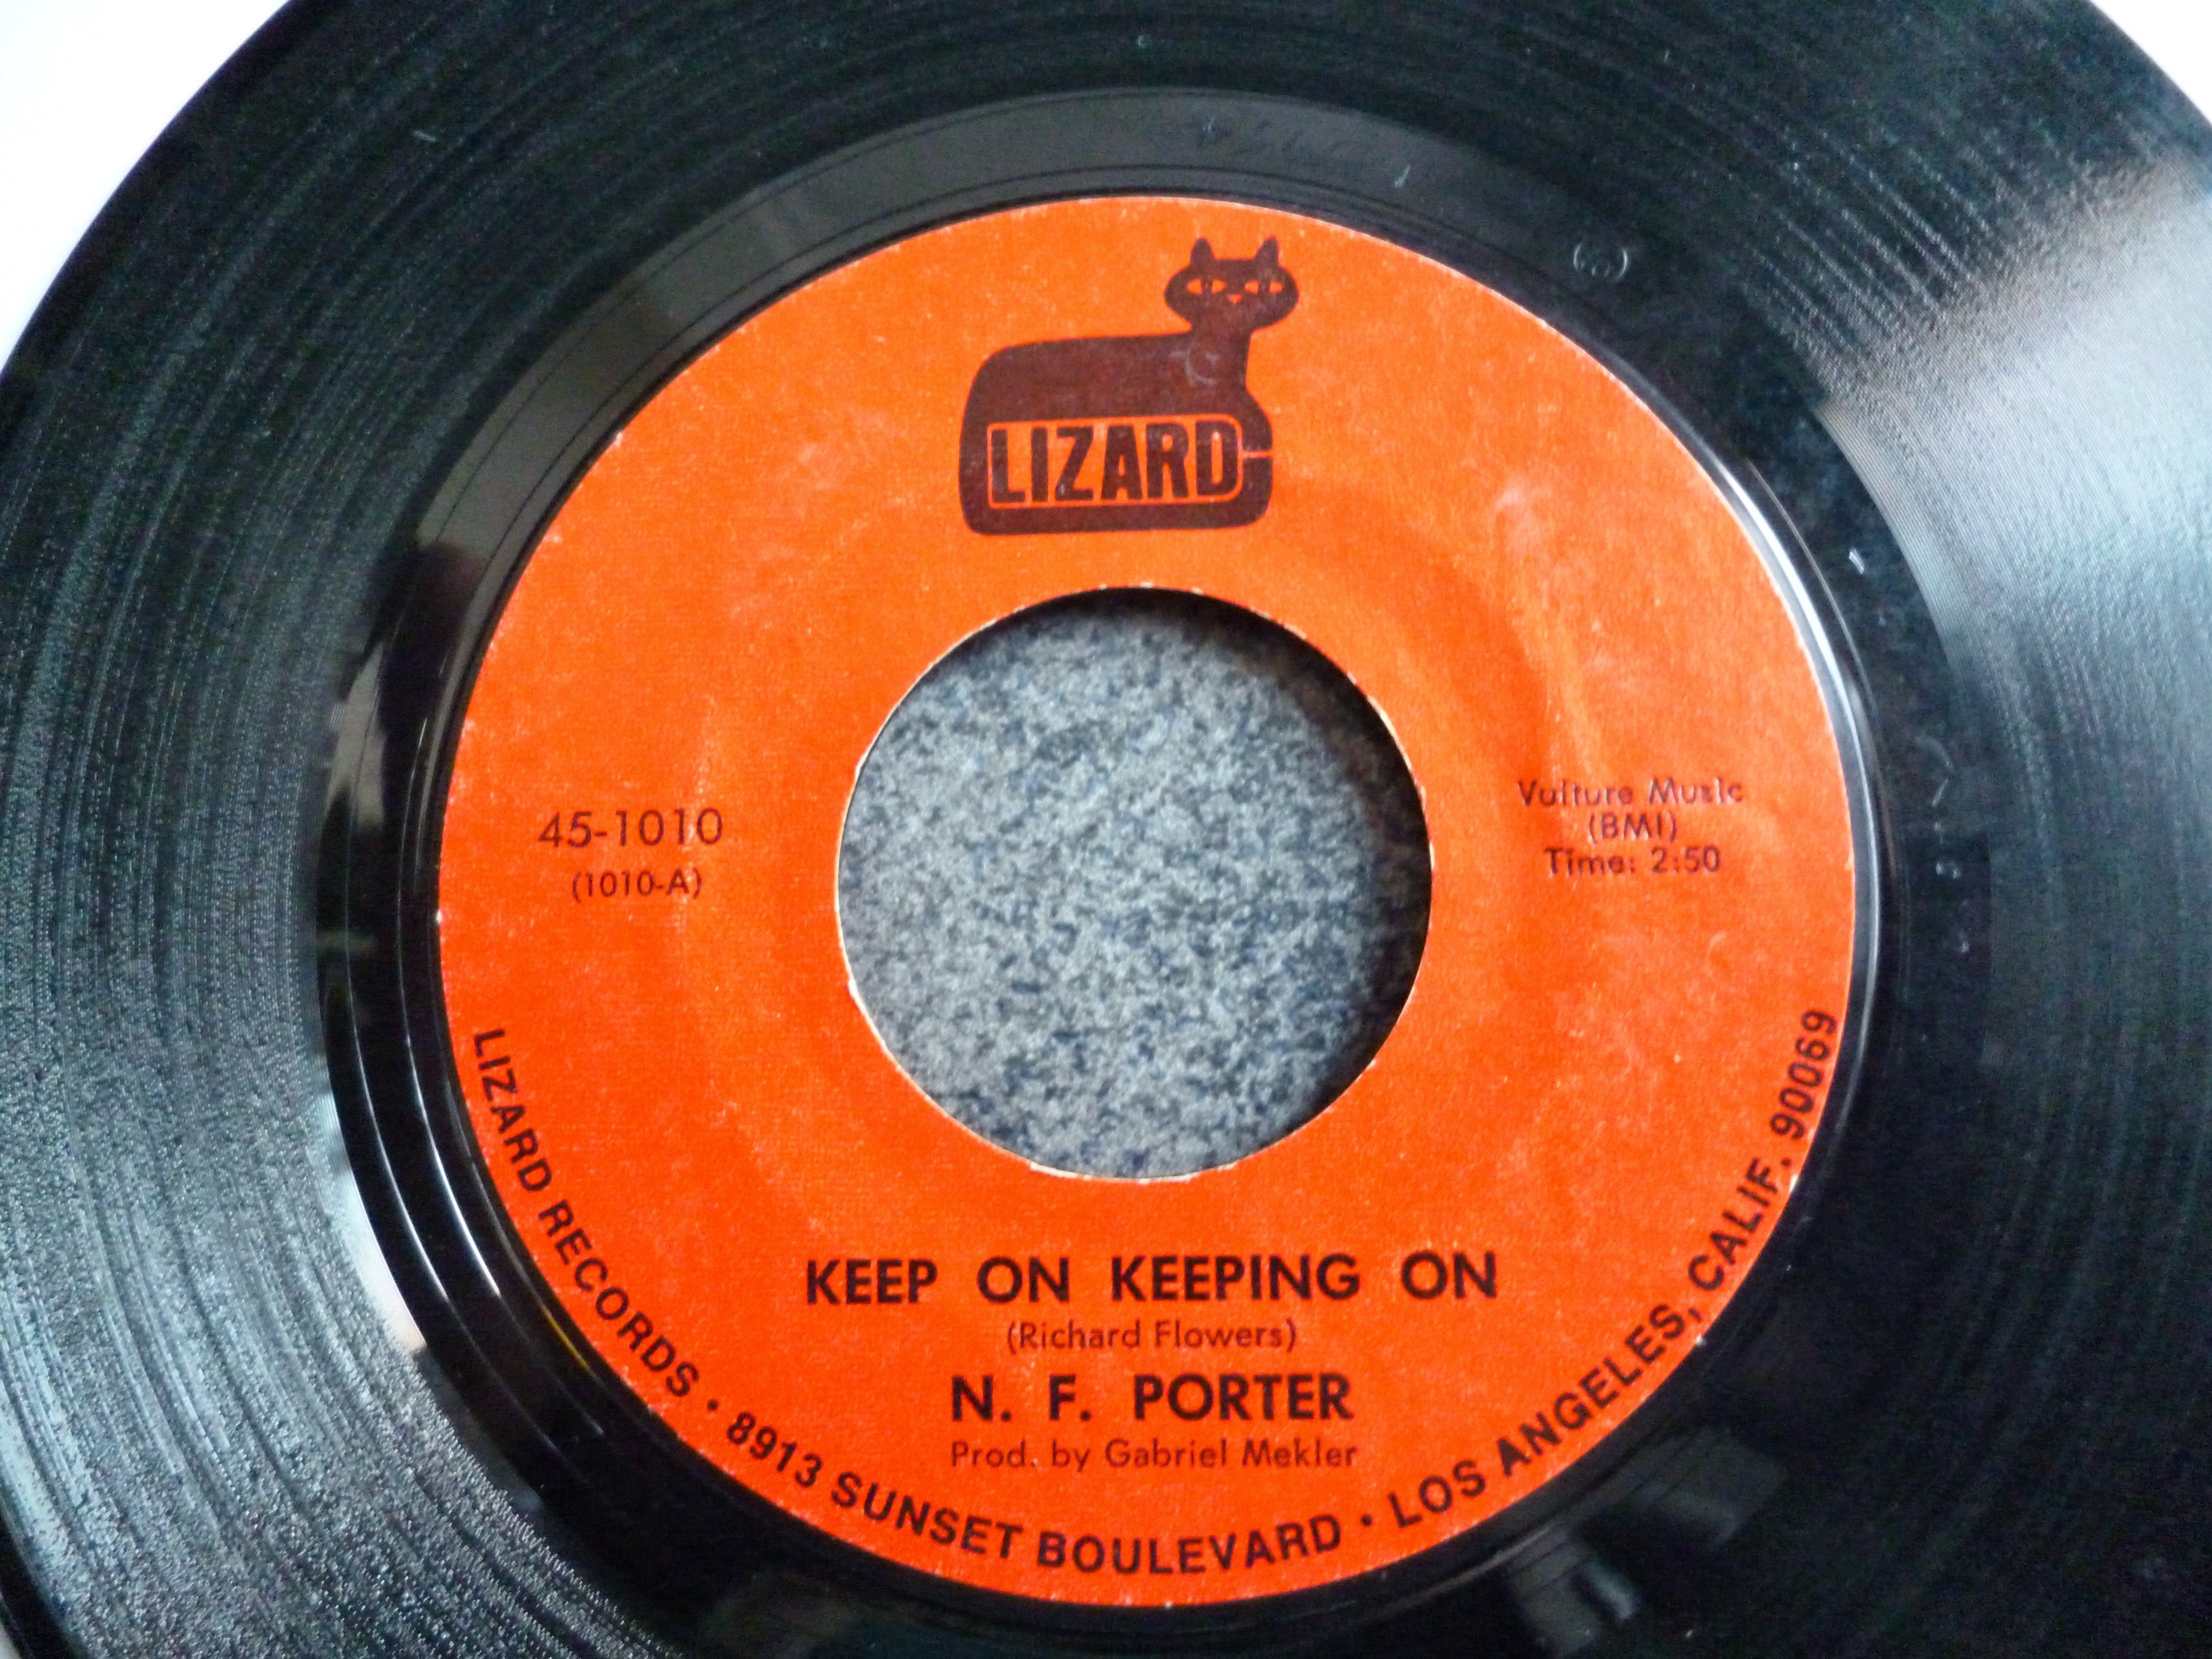 LIZARD
45-1010
(1010-A)
Vulture Music
(BMI)
Time: 2:50
KEEP ON KEEPING ON
(Richard Flowers)
N. F. PORTER
Prod. by Gabriel Mekler
LIZARD RECORDS • 8913 SUNSET BOULEVARD • LOS ANGELES, CALIF. 90069